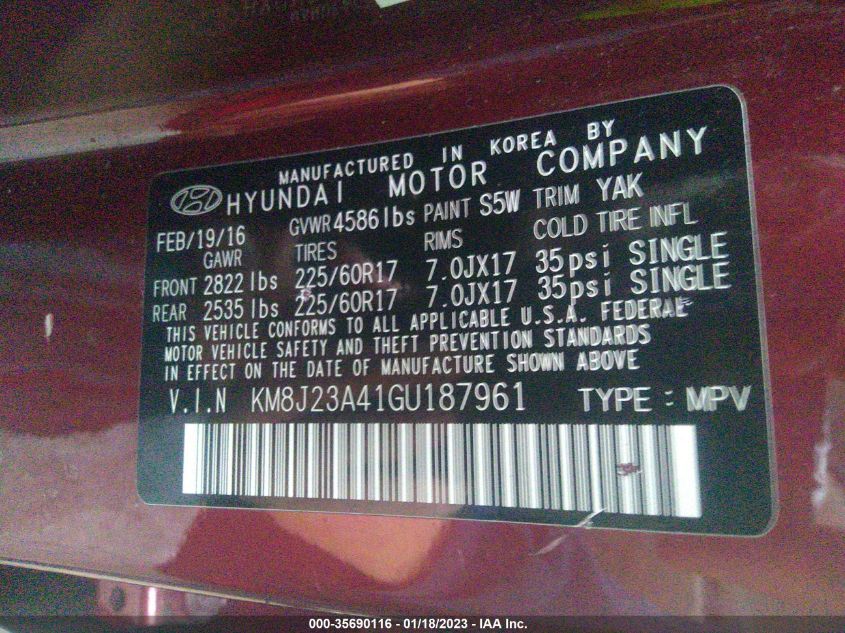 MANUFACTURED IN KOREA BY
HYUNDAI MOTOR COMPANY
FEB/19/16 GVWR 4586 lbs PAINT S5W TRIM YAK
GAWR TIRES RIMS COLD TIRE INFL
FRONT 2822 lbs 225/60R17 7.0JX17 35psi SINGLE
REAR 2535 lbs 225/60R17 7.0JX17 35psi SINGLE
THIS VEHICLE CONFORMS TO ALL APPLICABLE U.S.A. FEDERAL
MOTOR VEHICLE SAFETY AND THEFT PREVENTION STANDARDS
IN EFFECT ON THE DATE OF MANUFACTURE SHOWN ABOVE
V.I.N KM8J23A41GU187961 TYPE : MPV
000-35690116 - 01/18/2023 - IAA Inc.